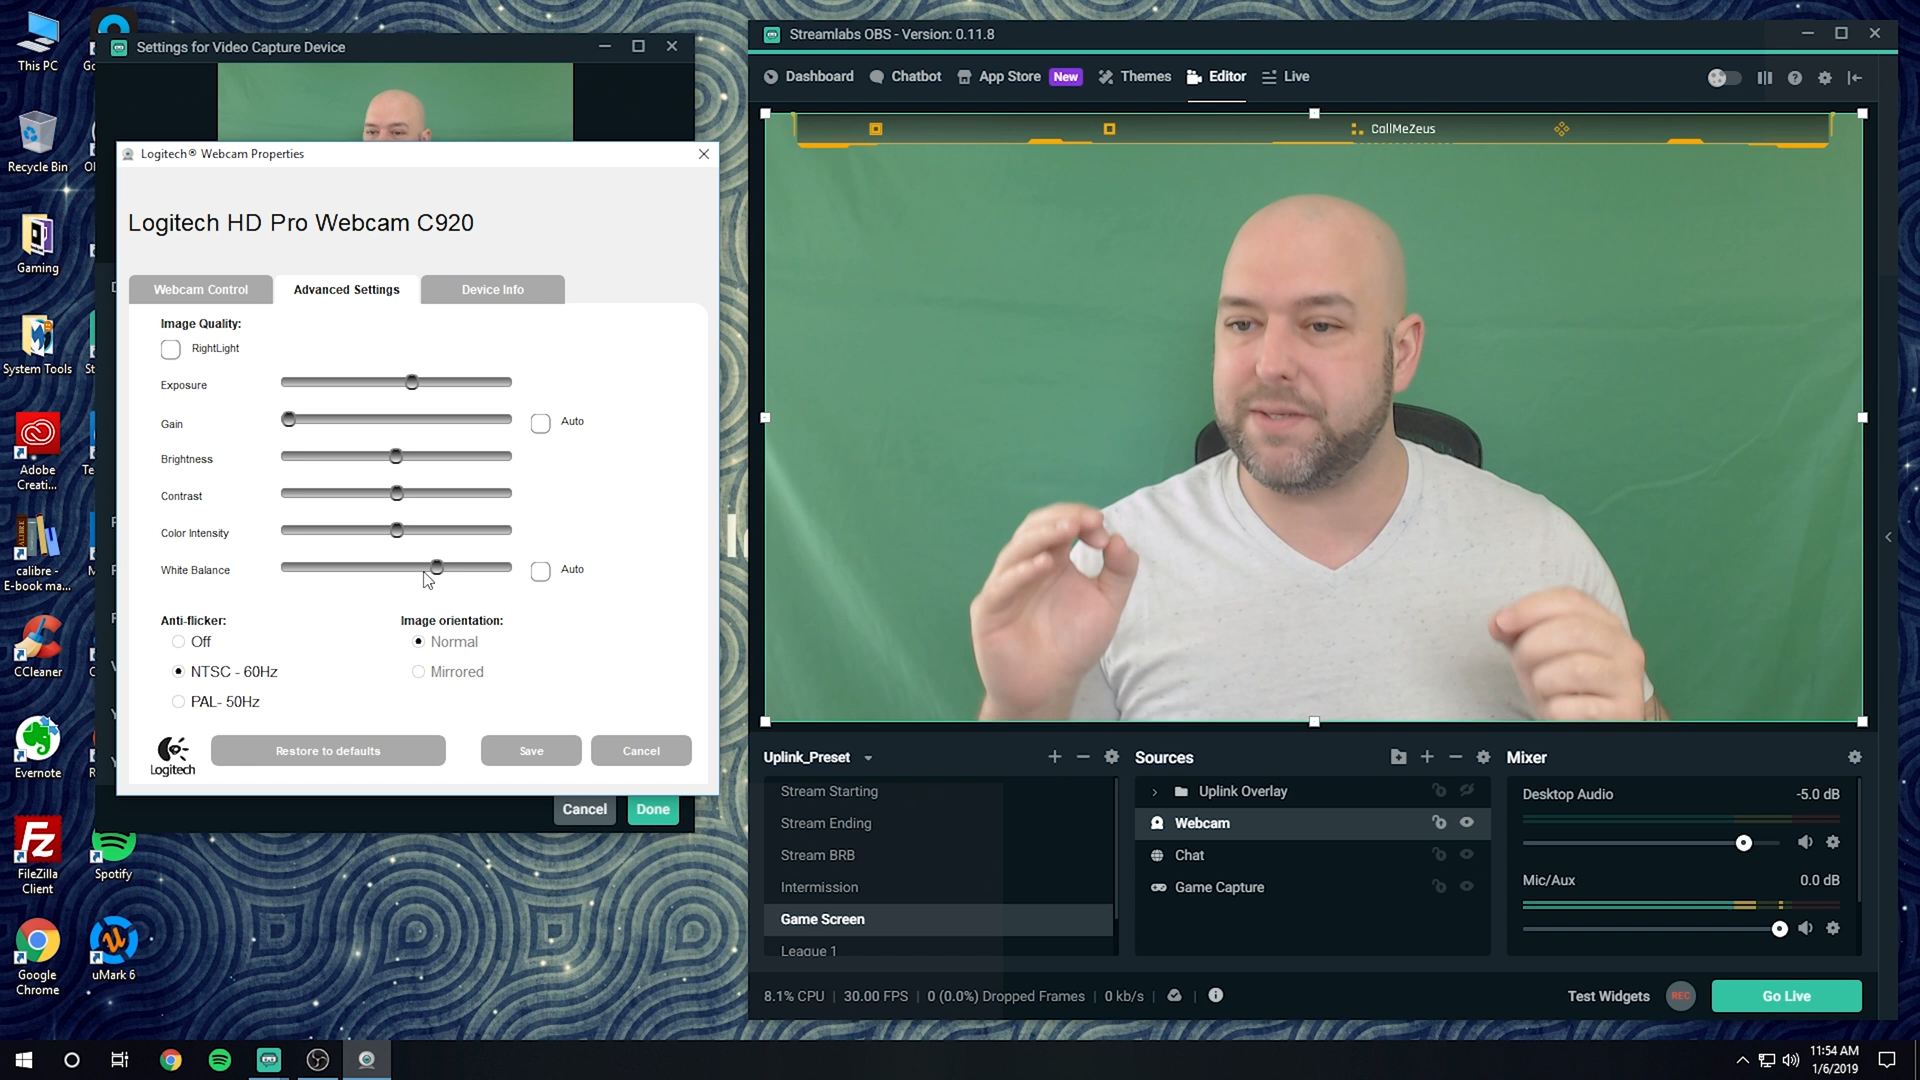 This PC
Recycle Bin
Gaming
System Tools
Adobe
Creati...
calibre -
E-book ma...
CCleaner
Evernote
FileZilla
Client
Spotify
Google
Chrome
uMark 6
Settings for Video Capture Device
Logitech® Webcam Properties
Logitech HD Pro Webcam C920
Webcam Control
Advanced Settings
Device Info
Image Quality:
RightLight
Exposure
Gain
Auto
Brightness
Contrast
Color Intensity
White Balance
Auto
Anti-flicker:
Off
NTSC - 60Hz
PAL- 50Hz
Image orientation:
Normal
Mirrored
Logitech
Restore to defaults
Save
Cancel
Cancel
Done
Streamlabs OBS - Version: 0.11.8
Dashboard
Chatbot
App Store
New
Themes
Editor
Live
CallMeZeus
Uplink_Preset
Stream Starting
Stream Ending
Stream BRB
Intermission
Game Screen
League 1
Sources
Uplink Overlay
Webcam
Chat
Game Capture
Mixer
Desktop Audio
-5.0 dB
Mic/Aux
0.0 dB
8.1% CPU | 30.00 FPS | 0 (0.0%) Dropped Frames | 0 kb/s
Test Widgets
REC
Go Live
11:54 AM
1/6/2019